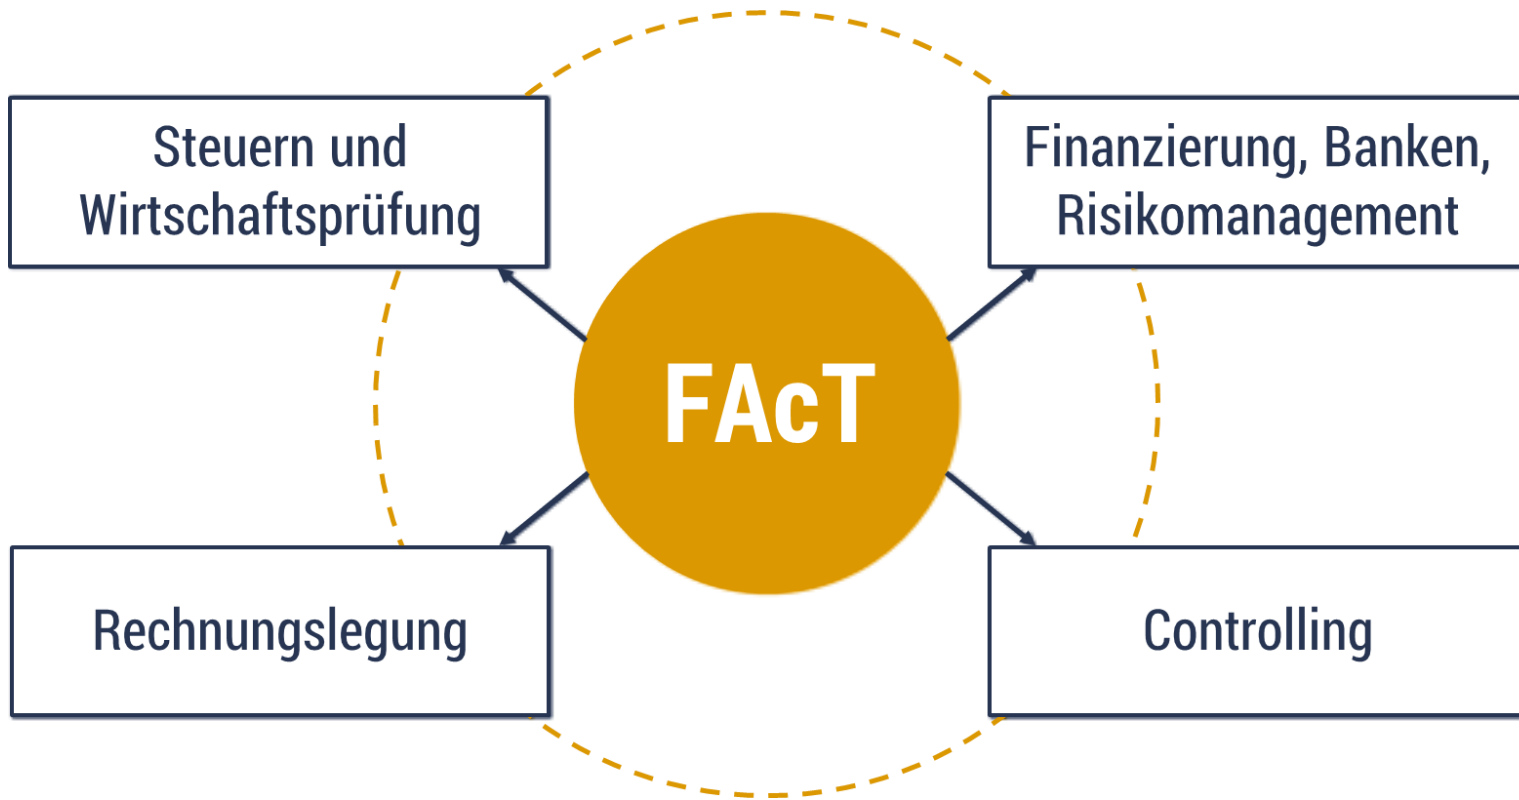 Steuern und
Wirtschaftsprüfung
Finanzierung, Banken,
Risikomanagement
FAcT
Rechnungslegung
Controlling